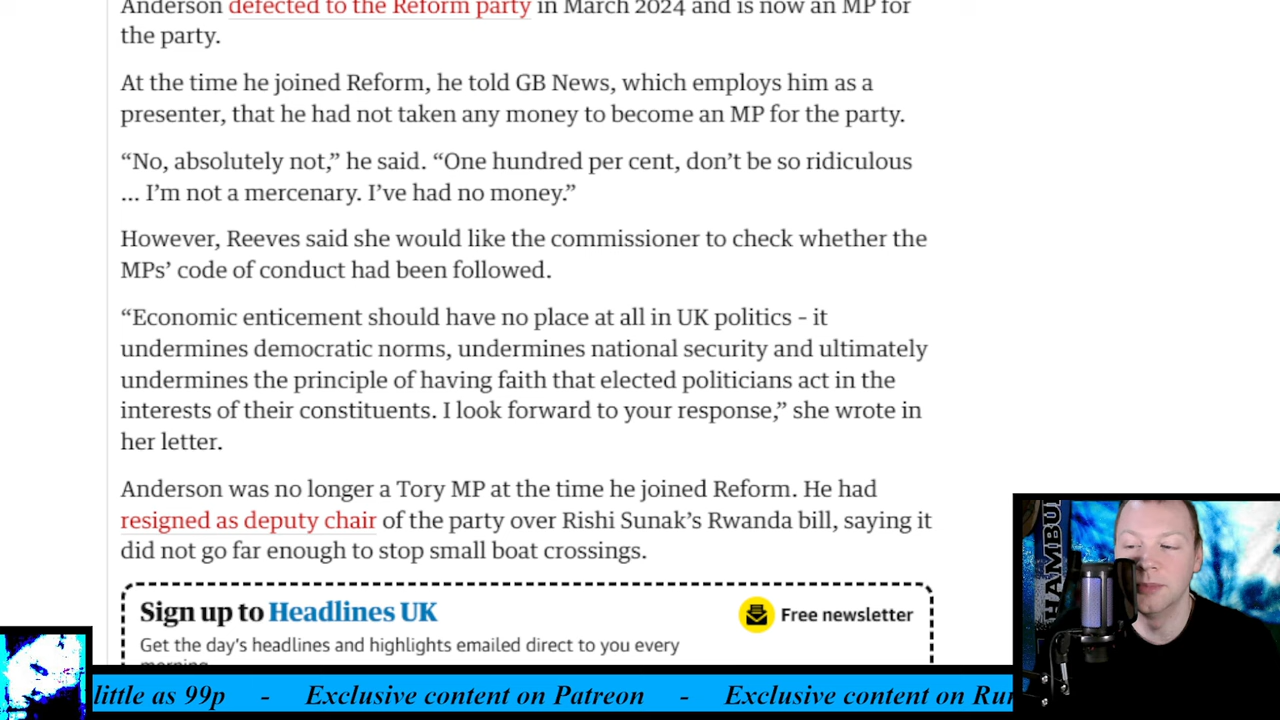 Anderson defected to the Reform party in March 2024 and is now an MP for
the party.
At the time he joined Reform, he told GB News, which employs him as a
presenter, that he had not taken any money to become an MP for the party.
“No, absolutely not,” he said. “One hundred per cent, don’t be so ridiculous
... I’m not a mercenary. I’ve had no money.”
However, Reeves said she would like the commissioner to check whether the
MPs’ code of conduct had been followed.
“Economic enticement should have no place at all in UK politics – it
undermines democratic norms, undermines national security and ultimately
undermines the principle of having faith that elected politicians act in the
interests of their constituents. I look forward to your response,” she wrote in
her letter.
Anderson was no longer a Tory MP at the time he joined Reform. He had
resigned as deputy chair of the party over Rishi Sunak’s Rwanda bill, saying it
did not go far enough to stop small boat crossings.
Sign up to Headlines UK
Free newsletter
Get the day’s headlines and highlights emailed direct to you every
morning
HAMBU
little as 99p - Exclusive content on Patreon - Exclusive content on Ru